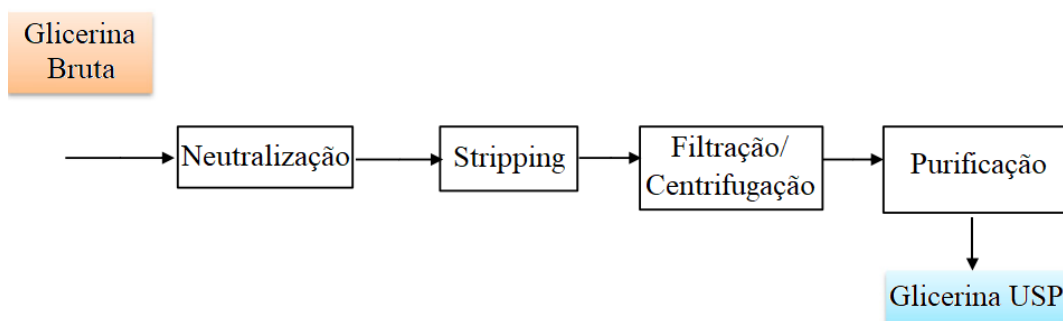 Glicerina
Bruta
Neutralização
Stripping
Filtração/
Centrifugação
Purificação
Glicerina USP